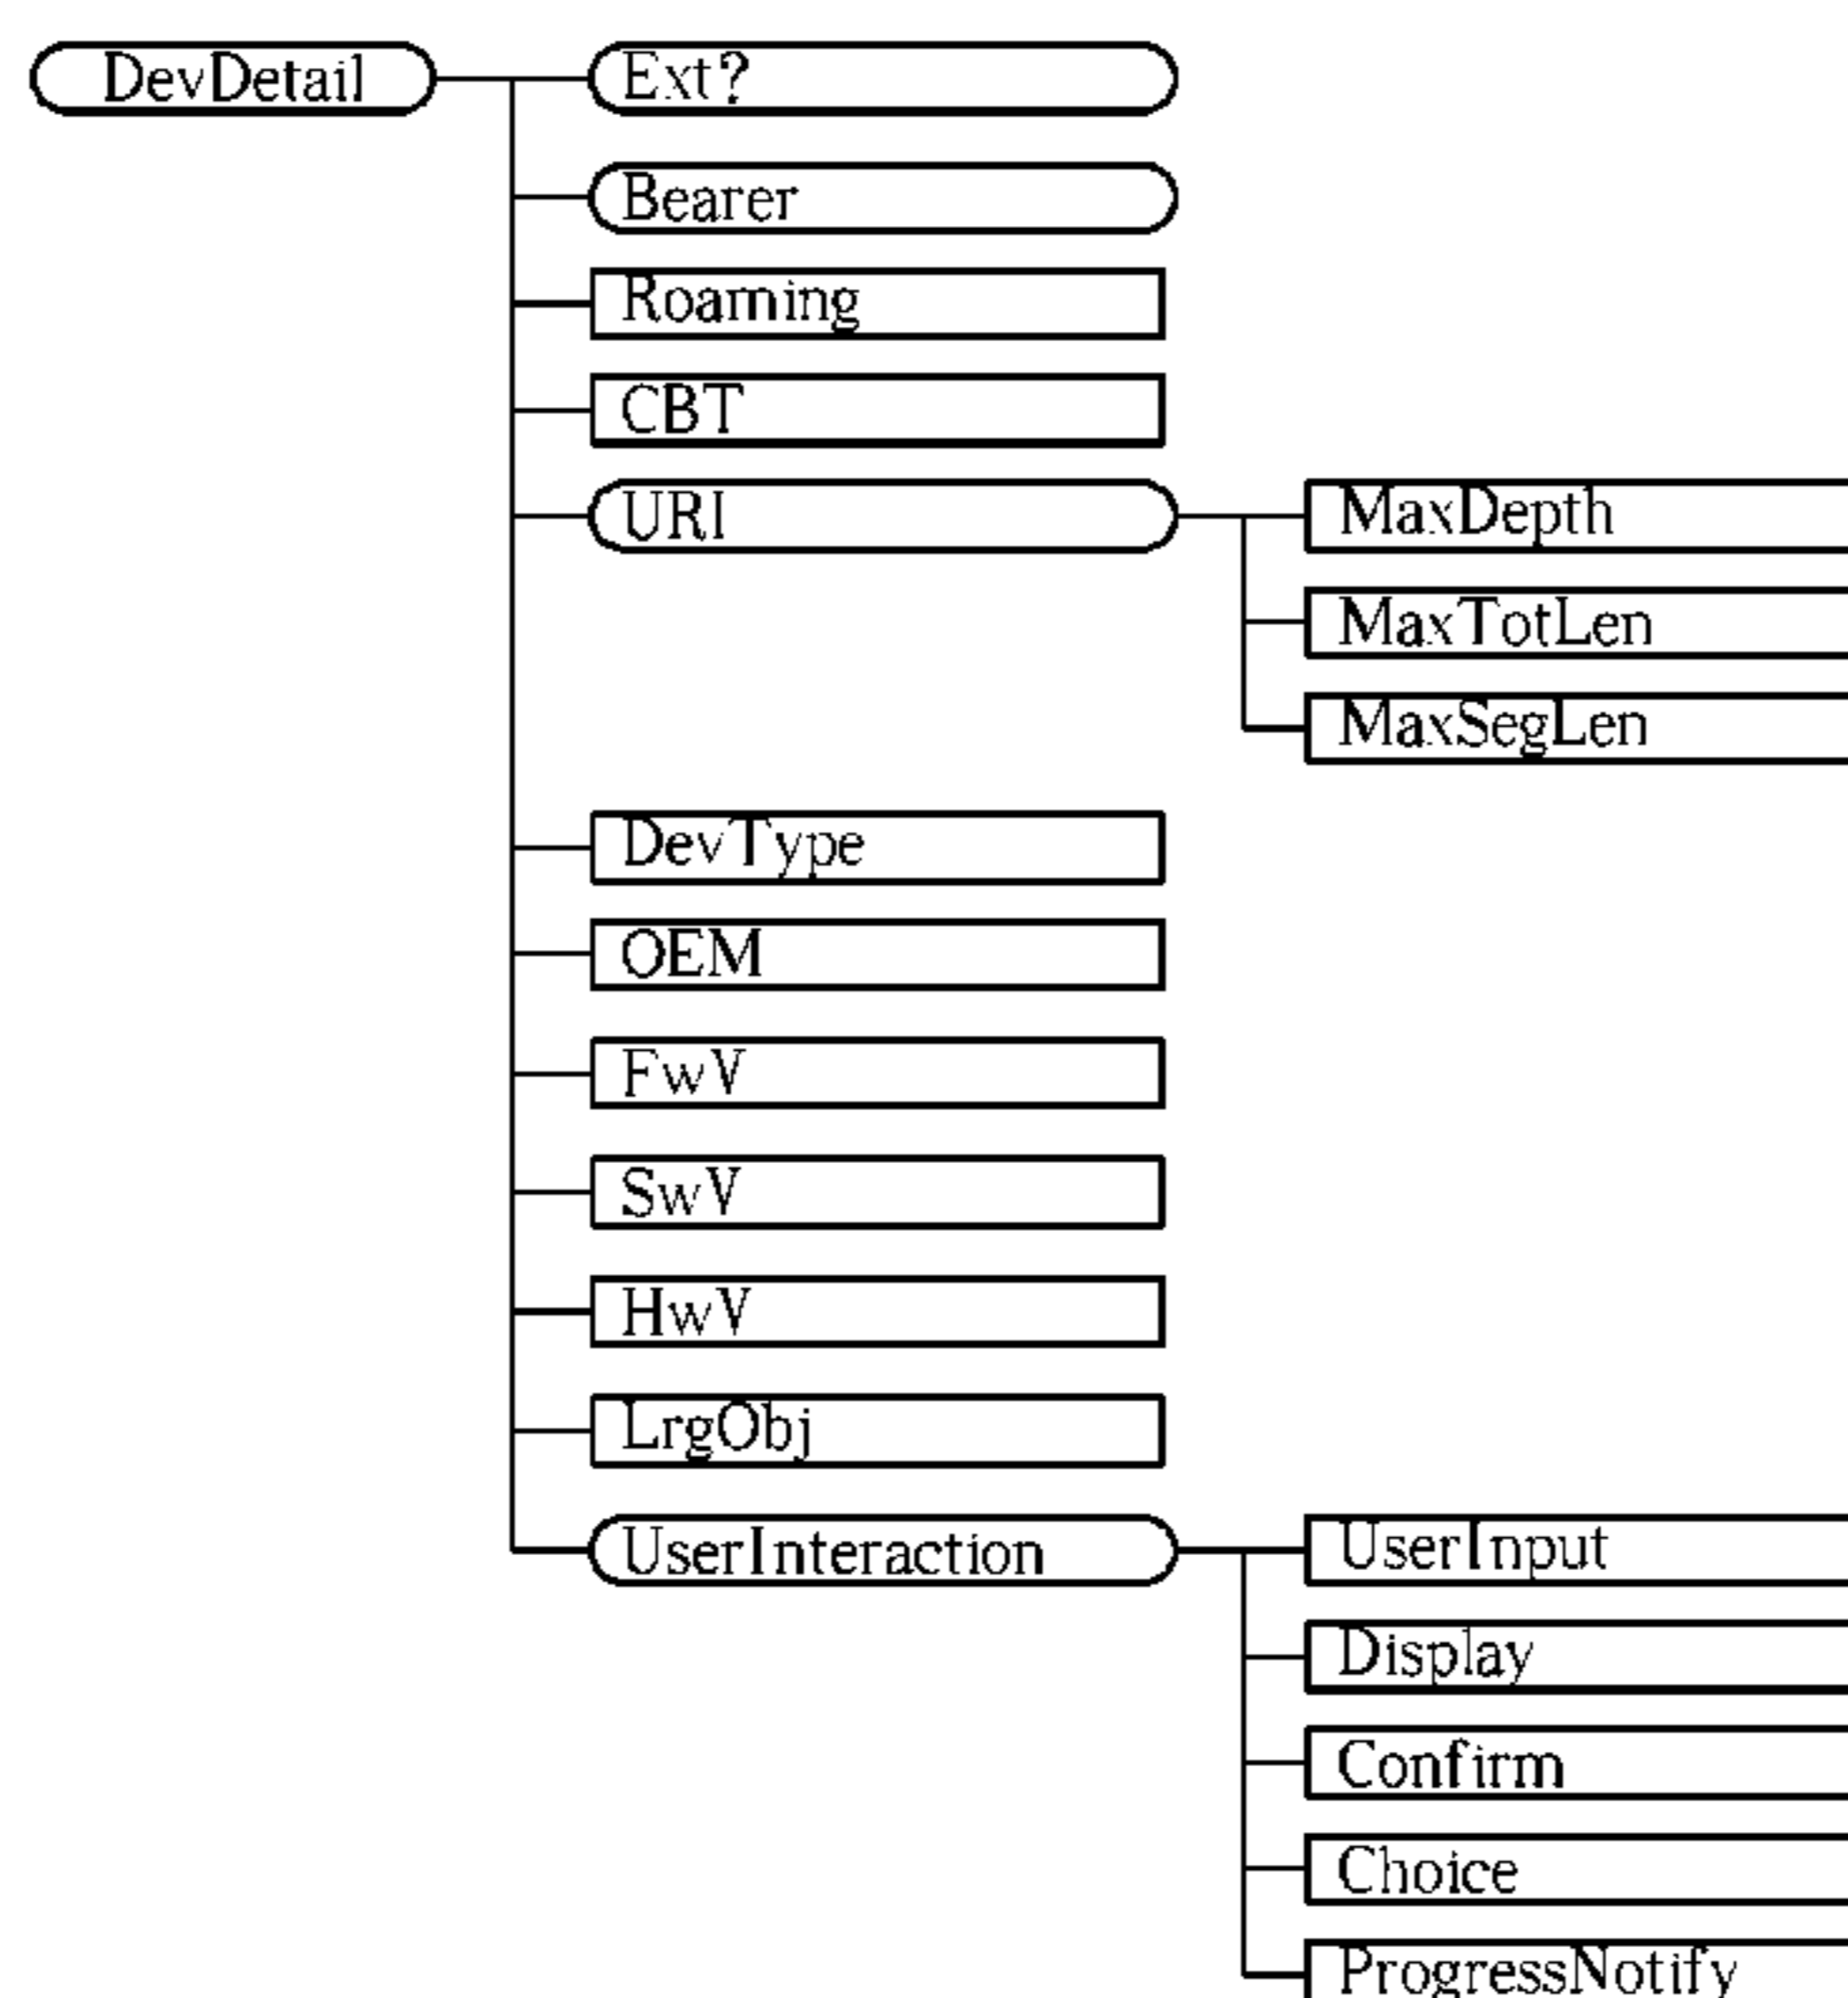 DevDetail
Ext?
Bearer
Roaming
CBT
URI
MaxDepth
MaxTotLen
MaxSegLen
DevType
OEM
FwV
SwV
HwV
LrgObj
UserInteraction
UserInput
Display
Confirm
Choice
ProgressNotify